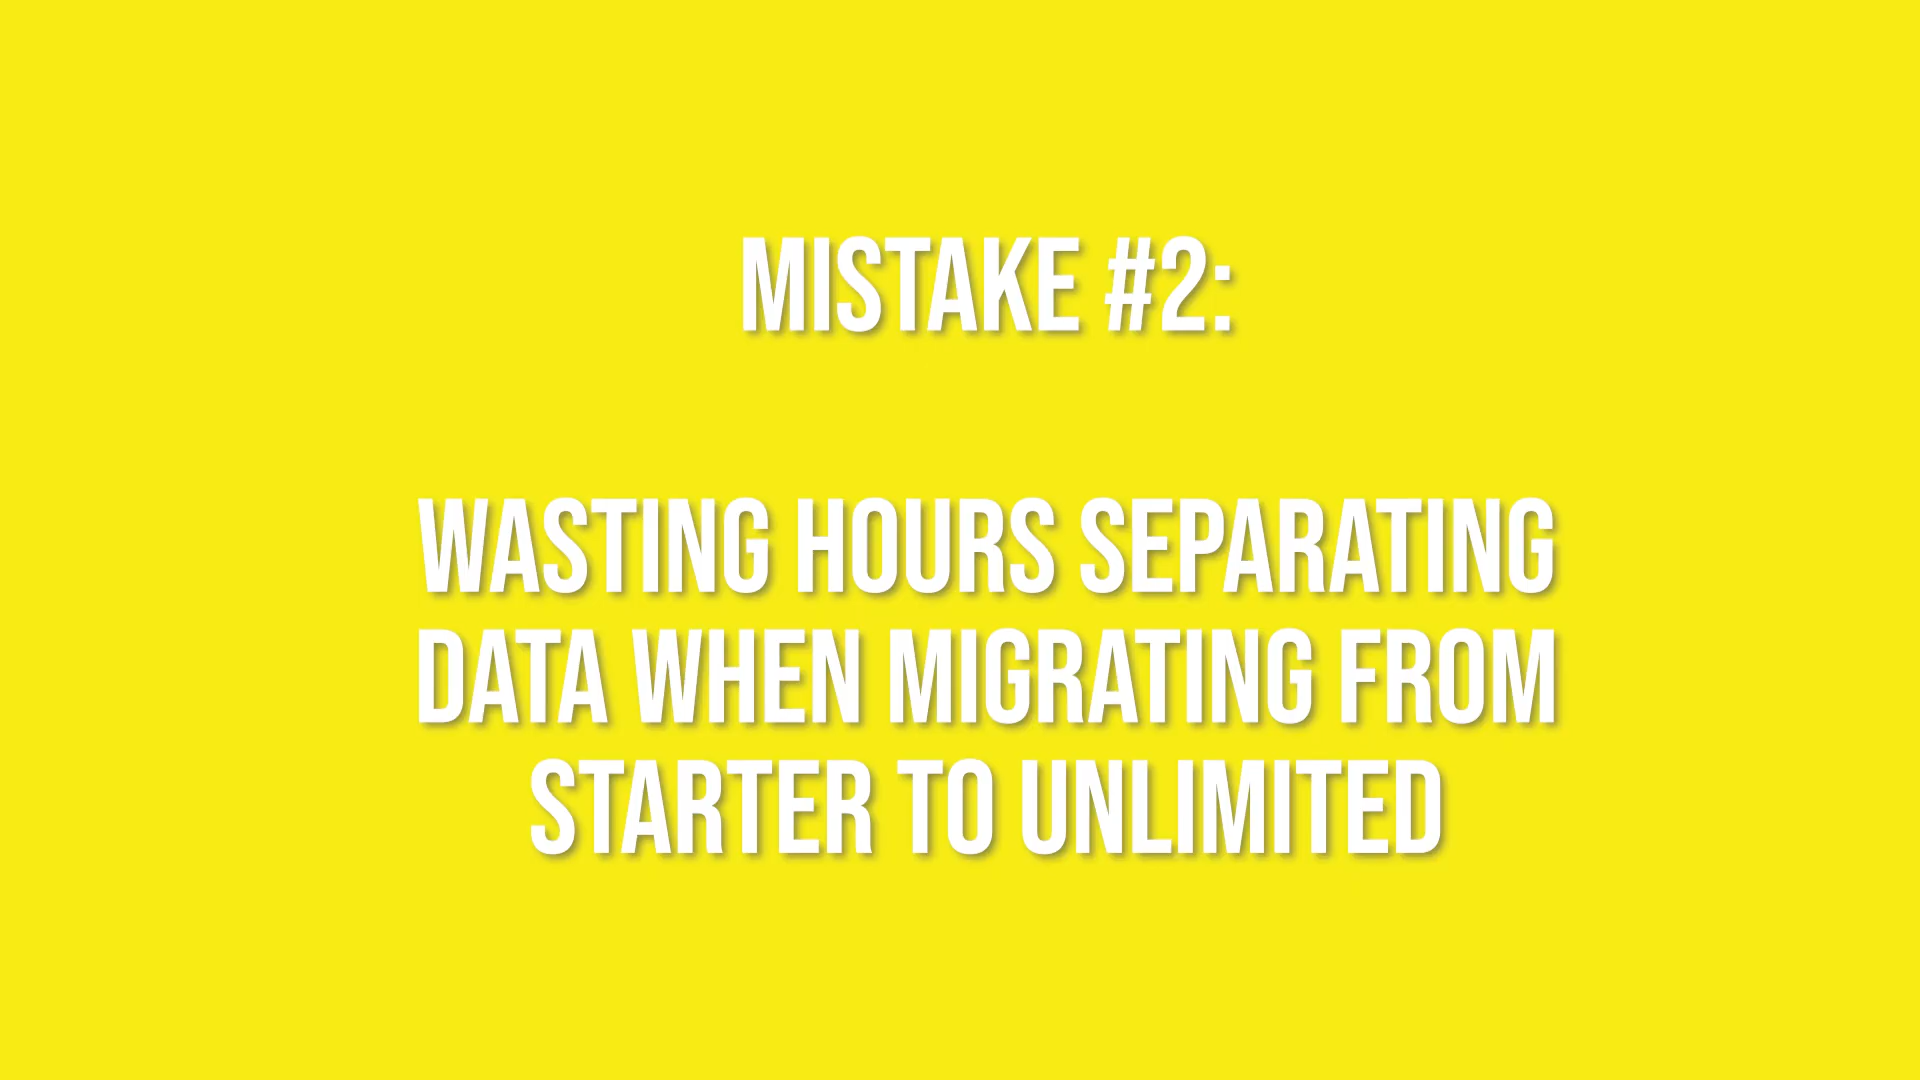 MISTAKE #2:
WASTING HOURS SEPARATING
DATA WHEN MIGRATING FROM
STARTER TO UNLIMITED